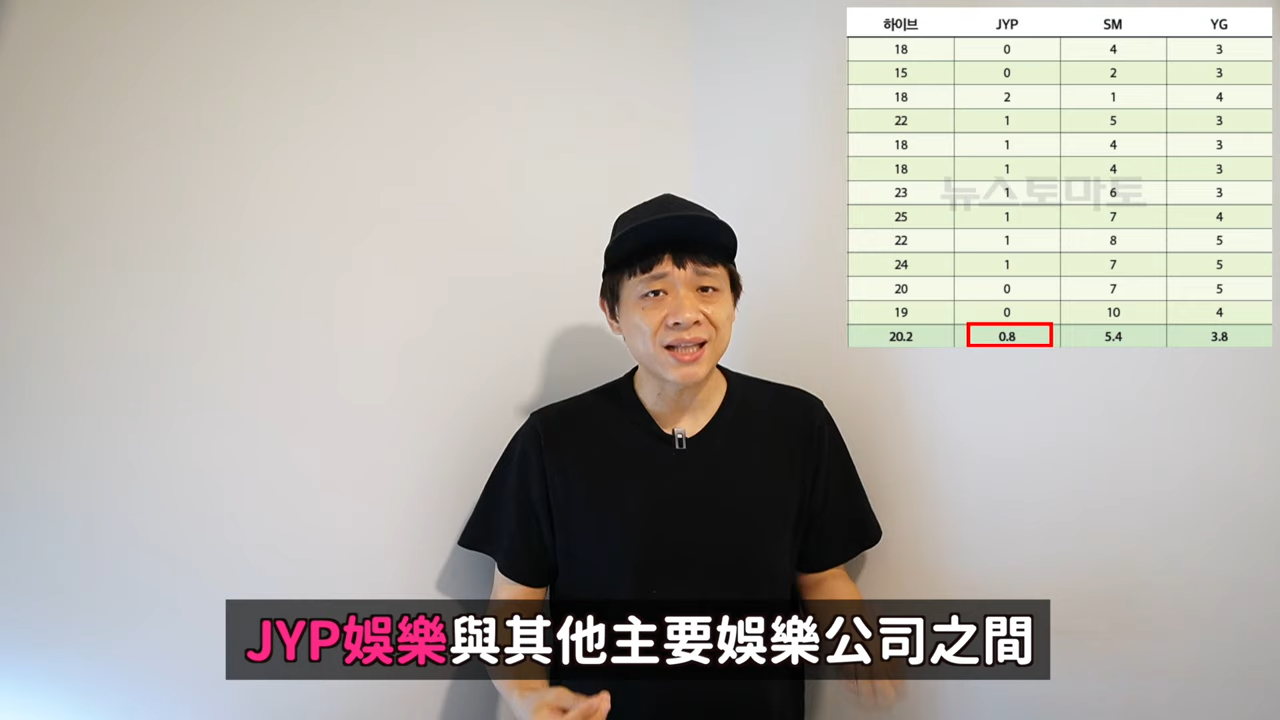 하이브 JYP SM YG
18 0 4 3
15 0 2 3
18 2 1 4
22 1 5 3
18 1 4 3
18 1 4 3
23 1 6 3
25 1 7 4
22 1 8 5
24 1 7 5
20 0 7 5
19 0 10 4
20.2 0.8 5.4 3.8
뉴스토마토
JYP娛樂與其他主要娛樂公司之間